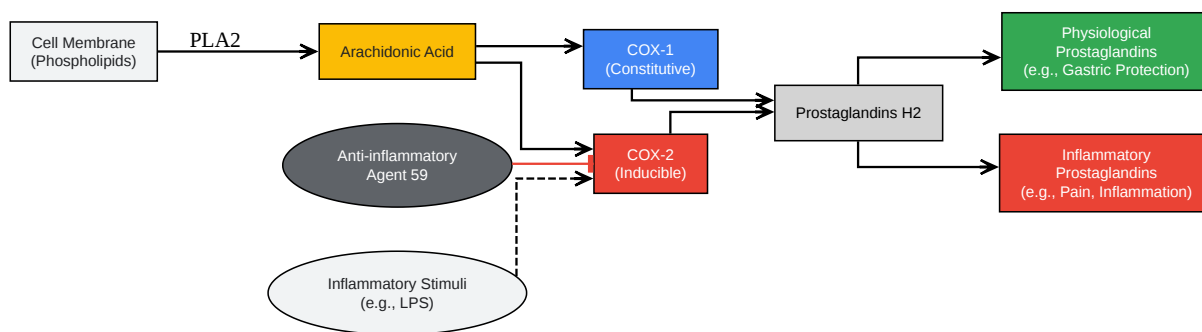 Cell Membrane
(Phospholipids)
PLA2
Arachidonic Acid
COX-1
(Constitutive)
Physiological
Prostaglandins
(e.g., Gastric Protection)
Prostaglandins H2
Anti-inflammatory
Agent 59
COX-2
(Inducible)
Inflammatory
Prostaglandins
(e.g., Pain, Inflammation)
Inflammatory Stimuli
(e.g., LPS)